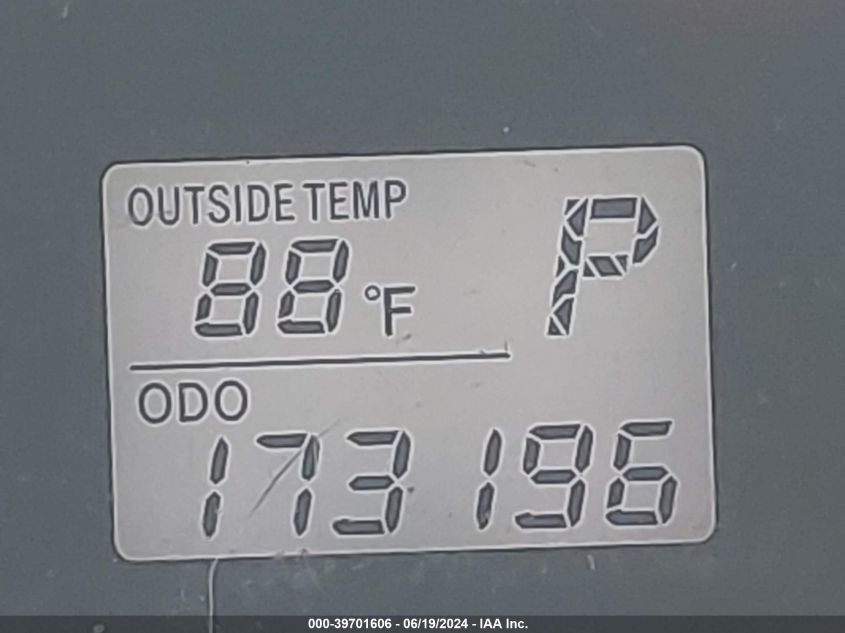 OUTSIDE TEMP
88 °F
P
ODO
173196
000-39701606 - 06/19/2024 - IAA Inc.